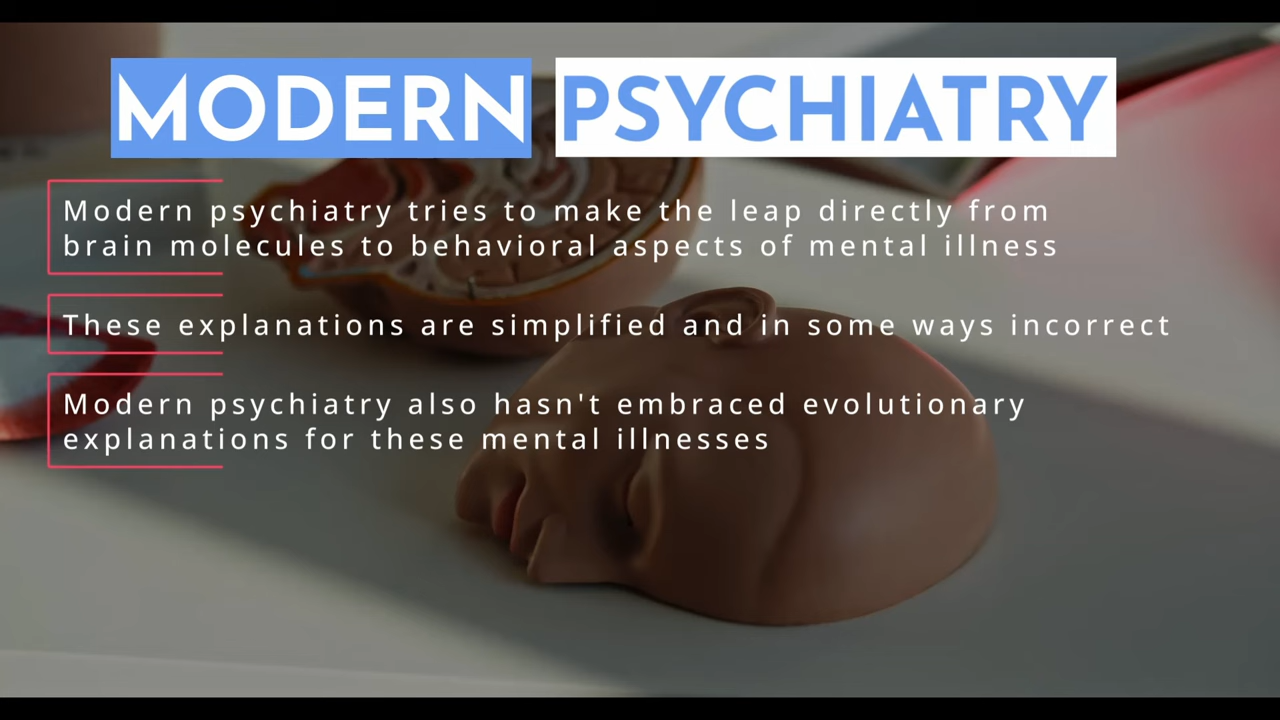 MODERN PSYCHIATRY
Modern psychiatry tries to make the leap directly from
brain molecules to behavioral aspects of mental illness
These explanations are simplified and in some ways incorrect
Modern psychiatry also hasn't embraced evolutionary
explanations for these mental illnesses